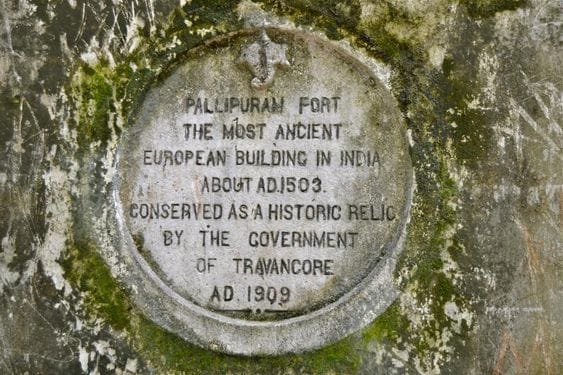 PALLIPURAM FORT
THE MOST ANCIENT
EUROPEAN BUILDING IN INDIA
ABOUT AD.1503.
CONSERVED AS A HISTORIC RELIC
BY THE GOVERNMENT
OF TRAVANCORE
AD 1909